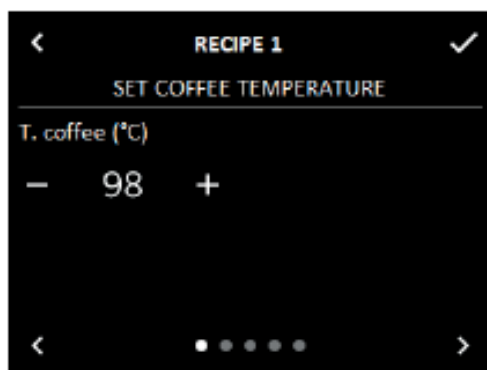 RECIPE 1
SET COFFEE TEMPERATURE
T. coffee (°C)
− 98 +